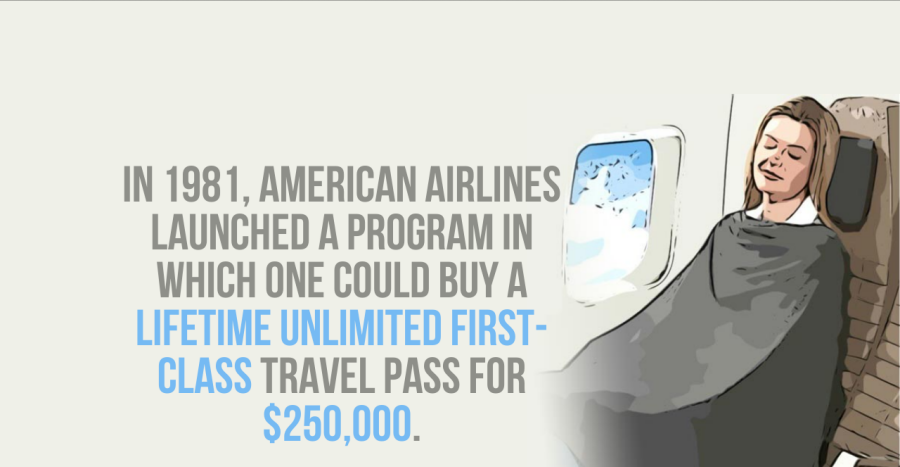 IN 1981, AMERICAN AIRLINES
LAUNCHED A PROGRAM IN
WHICH ONE COULD BUY A
LIFETIME UNLIMITED FIRST-
CLASS TRAVEL PASS FOR
$250,000.